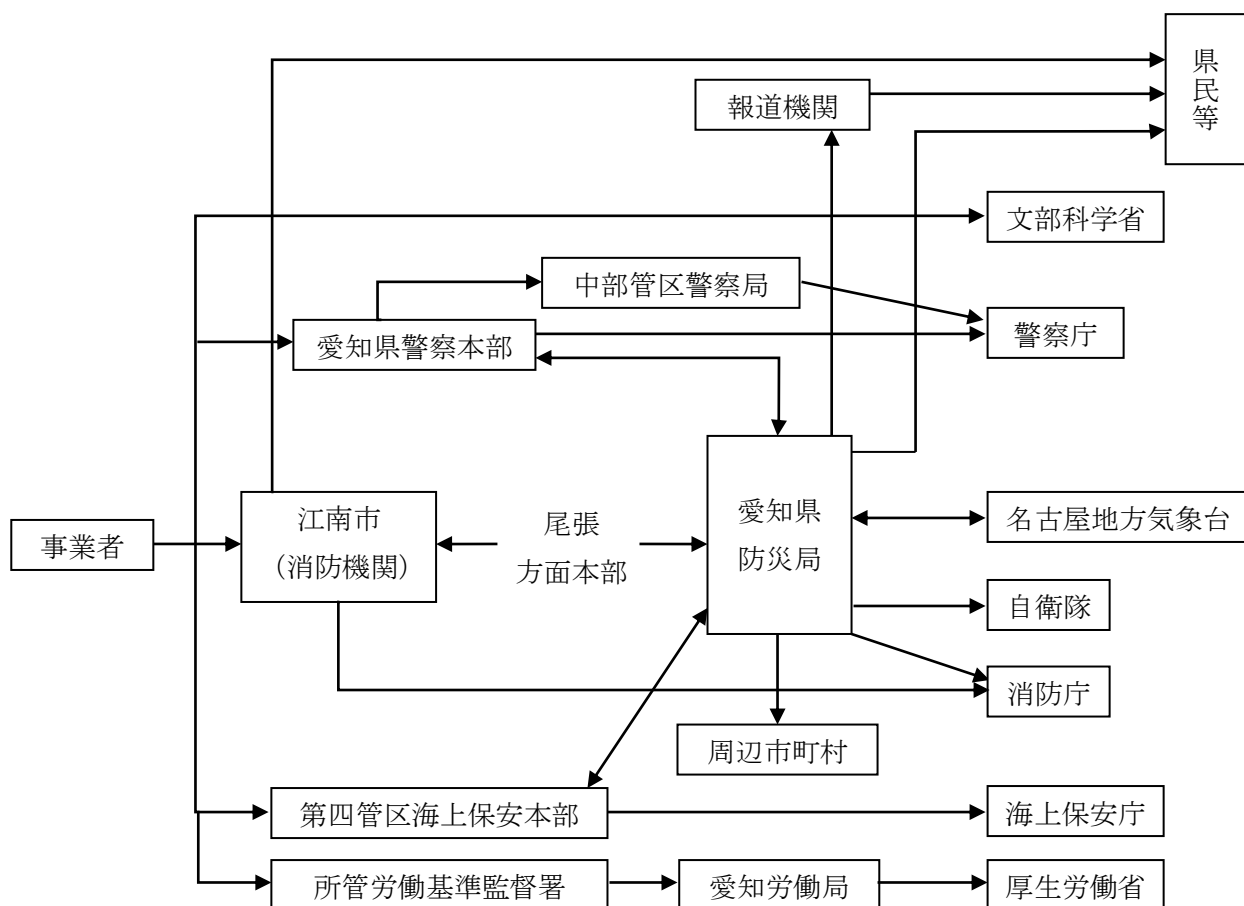 県民等
報道機関
文部科学省
中部管区警察局
愛知県警察本部
警察庁
江南市
（消防機関）
事業者
尾張
方面本部
愛知県
防災局
名古屋地方気象台
自衛隊
消防庁
周辺市町村
第四管区海上保安本部
海上保安庁
所管労働基準監督署
愛知労働局
厚生労働省